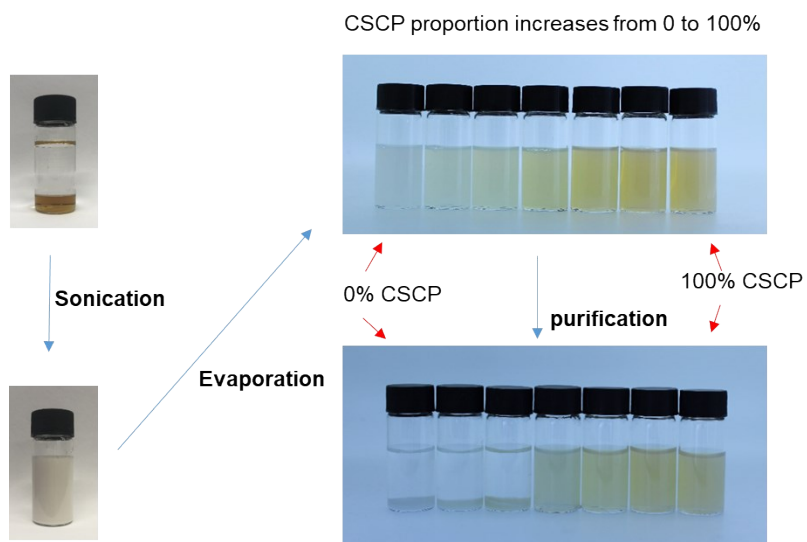 CSCP proportion increases from 0 to 100%
Sonication
0% CSCP
100% CSCP
purification
Evaporation